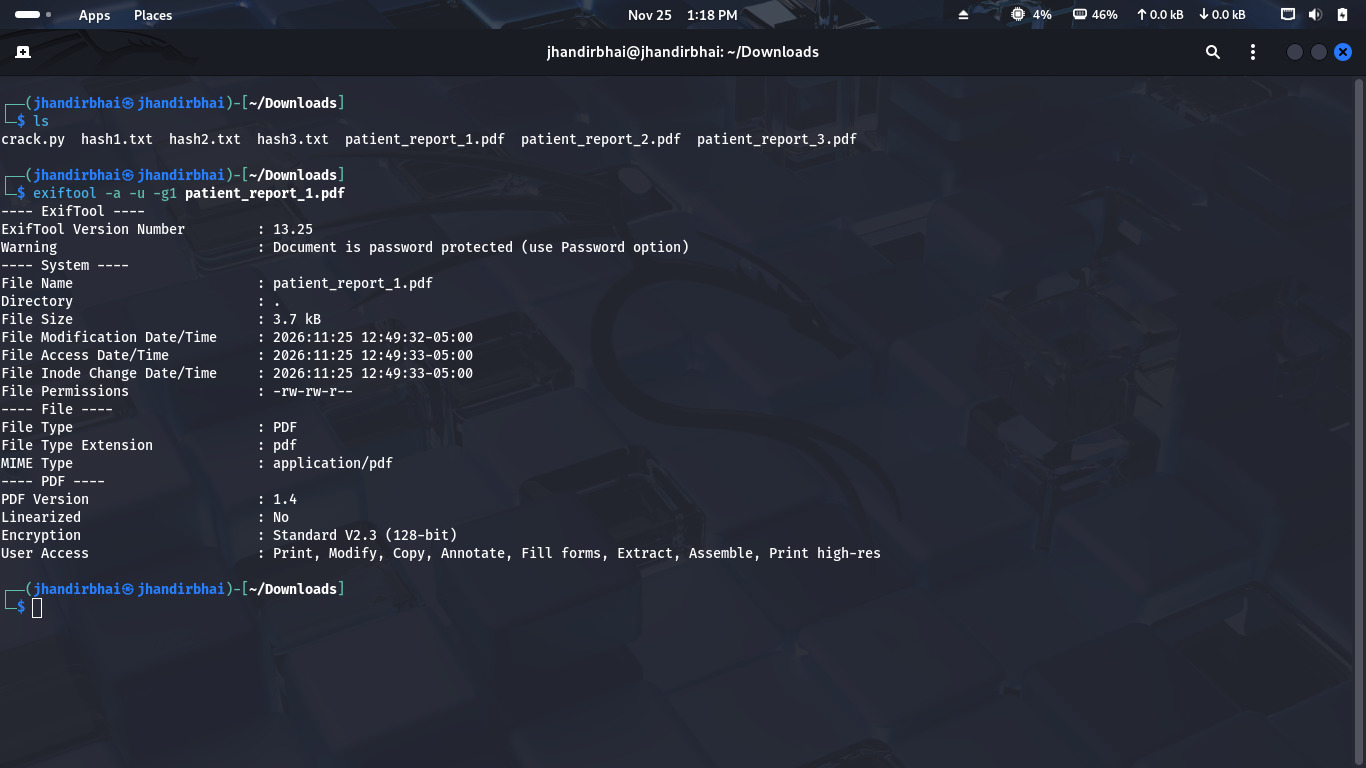 Apps Places Nov 25 1:18 PM 4% 46% ↑0.0 kB ↓0.0 kB
jhandirbhai@jhandirbhai: ~/Downloads
┌──(jhandirbhai㉿jhandirbhai)-[~/Downloads]
└─$ ls
crack.py  hash1.txt  hash2.txt  hash3.txt  patient_report_1.pdf  patient_report_2.pdf  patient_report_3.pdf
┌──(jhandirbhai㉿jhandirbhai)-[~/Downloads]
└─$ exiftool -a -u -g1 patient_report_1.pdf
---- ExifTool ----
ExifTool Version Number         : 13.25
Warning                         : Document is password protected (use Password option)
---- System ----
File Name                       : patient_report_1.pdf
Directory                       : .
File Size                       : 3.7 kB
File Modification Date/Time     : 2026:11:25 12:49:32-05:00
File Access Date/Time           : 2026:11:25 12:49:33-05:00
File Inode Change Date/Time     : 2026:11:25 12:49:33-05:00
File Permissions                : -rw-rw-r--
---- File ----
File Type                       : PDF
File Type Extension             : pdf
MIME Type                       : application/pdf
---- PDF ----
PDF Version                     : 1.4
Linearized                      : No
Encryption                      : Standard V2.3 (128-bit)
User Access                     : Print, Modify, Copy, Annotate, Fill forms, Extract, Assemble, Print high-res
┌──(jhandirbhai㉿jhandirbhai)-[~/Downloads]
└─$